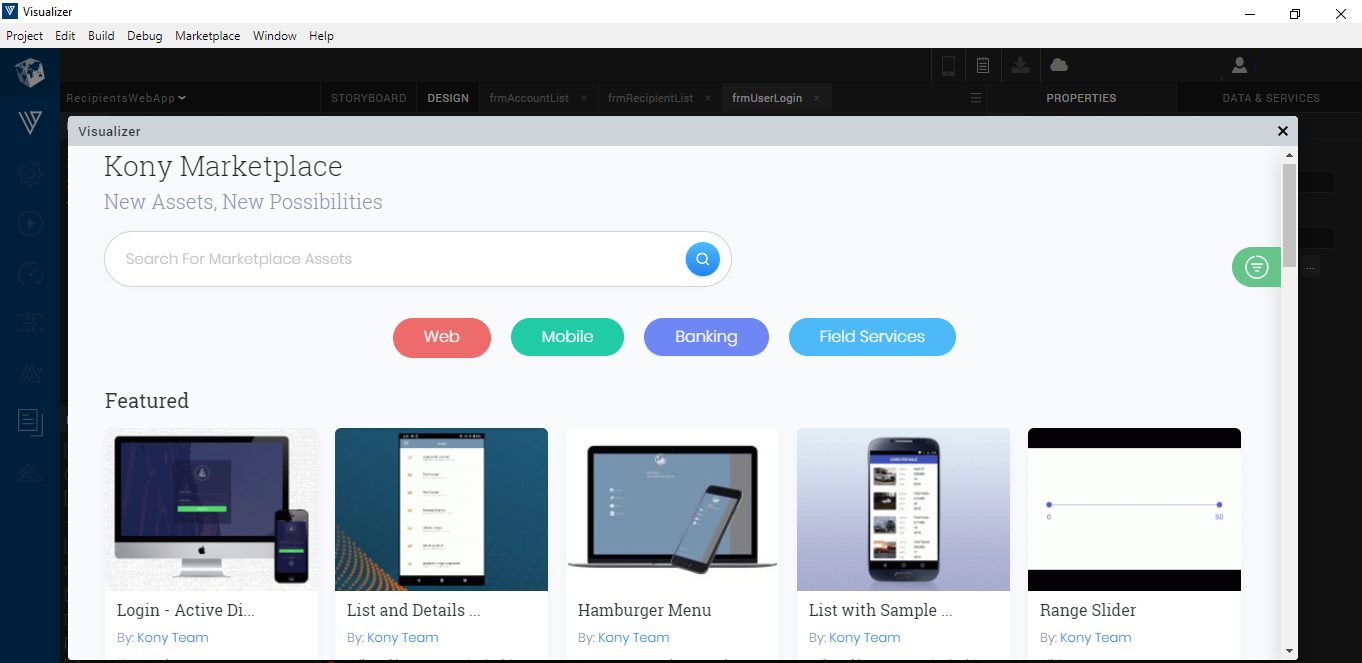 Visualizer
Project Edit Build Debug Marketplace Window Help
RecipientsWebApp STORYBOARD DESIGN frmAccountList × frmRecipientList × frmUserLogin × PROPERTIES DATA & SERVICES
Visualizer
Kony Marketplace
New Assets, New Possibilities
Search For Marketplace Assets
Web Mobile Banking Field Services
Featured
0 50
Login - Active Di... List and Details ... Hamburger Menu List with Sample ... Range Slider
By: Kony Team By: Kony Team By: Kony Team By: Kony Team By: Kony Team